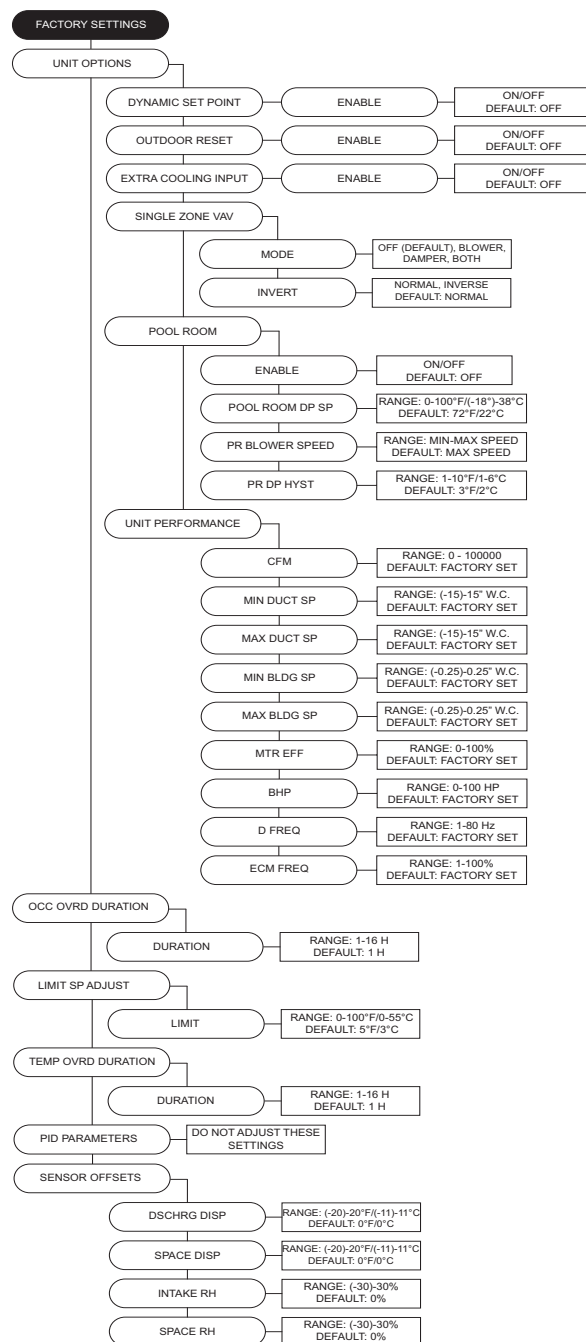 FACTORY SETTINGS
UNIT OPTIONS
DYNAMIC SET POINT
ENABLE
ON/OFF
DEFAULT: OFF
OUTDOOR RESET
ENABLE
ON/OFF
DEFAULT: OFF
EXTRA COOLING INPUT
ENABLE
ON/OFF
DEFAULT: OFF
SINGLE ZONE VAV
MODE
OFF (DEFAULT), BLOWER,
DAMPER, BOTH
INVERT
NORMAL, INVERSE
DEFAULT: NORMAL
POOL ROOM
ENABLE
ON/OFF
DEFAULT: OFF
POOL ROOM DP SP
RANGE: 0-100°F/(-18°)-38°C
DEFAULT: 72°F/22°C
PR BLOWER SPEED
RANGE: MIN-MAX SPEED
DEFAULT: MAX SPEED
PR DP HYST
RANGE: 1-10°F/1-6°C
DEFAULT: 3°F/2°C
UNIT PERFORMANCE
CFM
RANGE: 0 - 100000
DEFAULT: FACTORY SET
MIN DUCT SP
RANGE: (-15)-15" W.C.
DEFAULT: FACTORY SET
MAX DUCT SP
RANGE: (-15)-15" W.C.
DEFAULT: FACTORY SET
MIN BLDG SP
RANGE: (-0.25)-0.25" W.C.
DEFAULT: FACTORY SET
MAX BLDG SP
RANGE: (-0.25)-0.25" W.C.
DEFAULT: FACTORY SET
MTR EFF
RANGE: 0-100%
DEFAULT: FACTORY SET
BHP
RANGE: 0-100 HP
DEFAULT: FACTORY SET
D FREQ
RANGE: 1-80 Hz
DEFAULT: FACTORY SET
ECM FREQ
RANGE: 1-100%
DEFAULT: FACTORY SET
OCC OVRD DURATION
DURATION
RANGE: 1-16 H
DEFAULT: 1 H
LIMIT SP ADJUST
LIMIT
RANGE: 0-100°F/0-55°C
DEFAULT: 5°F/3°C
TEMP OVRD DURATION
DURATION
RANGE: 1-16 H
DEFAULT: 1 H
PID PARAMETERS
DO NOT ADJUST THESE
SETTINGS
SENSOR OFFSETS
DSCHRG DISP
RANGE: (-20)-20°F/(-11)-11°C
DEFAULT: 0°F/0°C
SPACE DISP
RANGE: (-20)-20°F/(-11)-11°C
DEFAULT: 0°F/0°C
INTAKE RH
RANGE: (-30)-30%
DEFAULT: 0%
SPACE RH
RANGE: (-30)-30%
DEFAULT: 0%